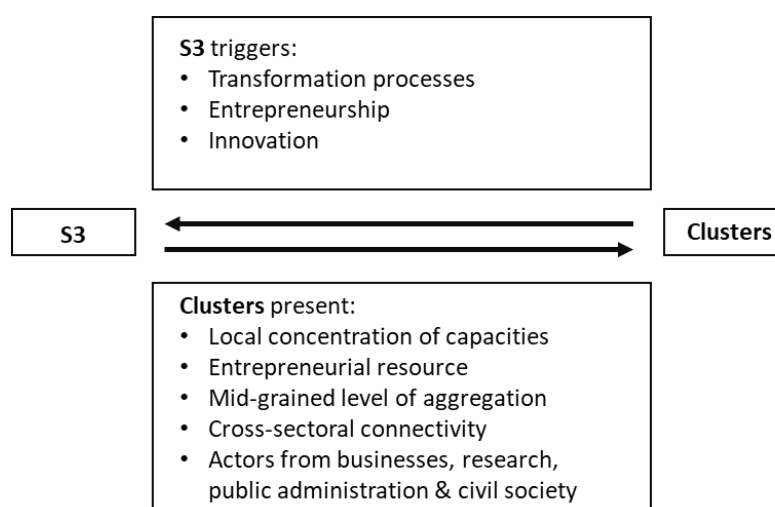 S3 triggers:
• Transformation processes
• Entrepreneurship
• Innovation
S3
Clusters
Clusters present:
• Local concentration of capacities
• Entrepreneurial resource
• Mid-grained level of aggregation
• Cross-sectoral connectivity
• Actors from businesses, research,
public administration & civil society